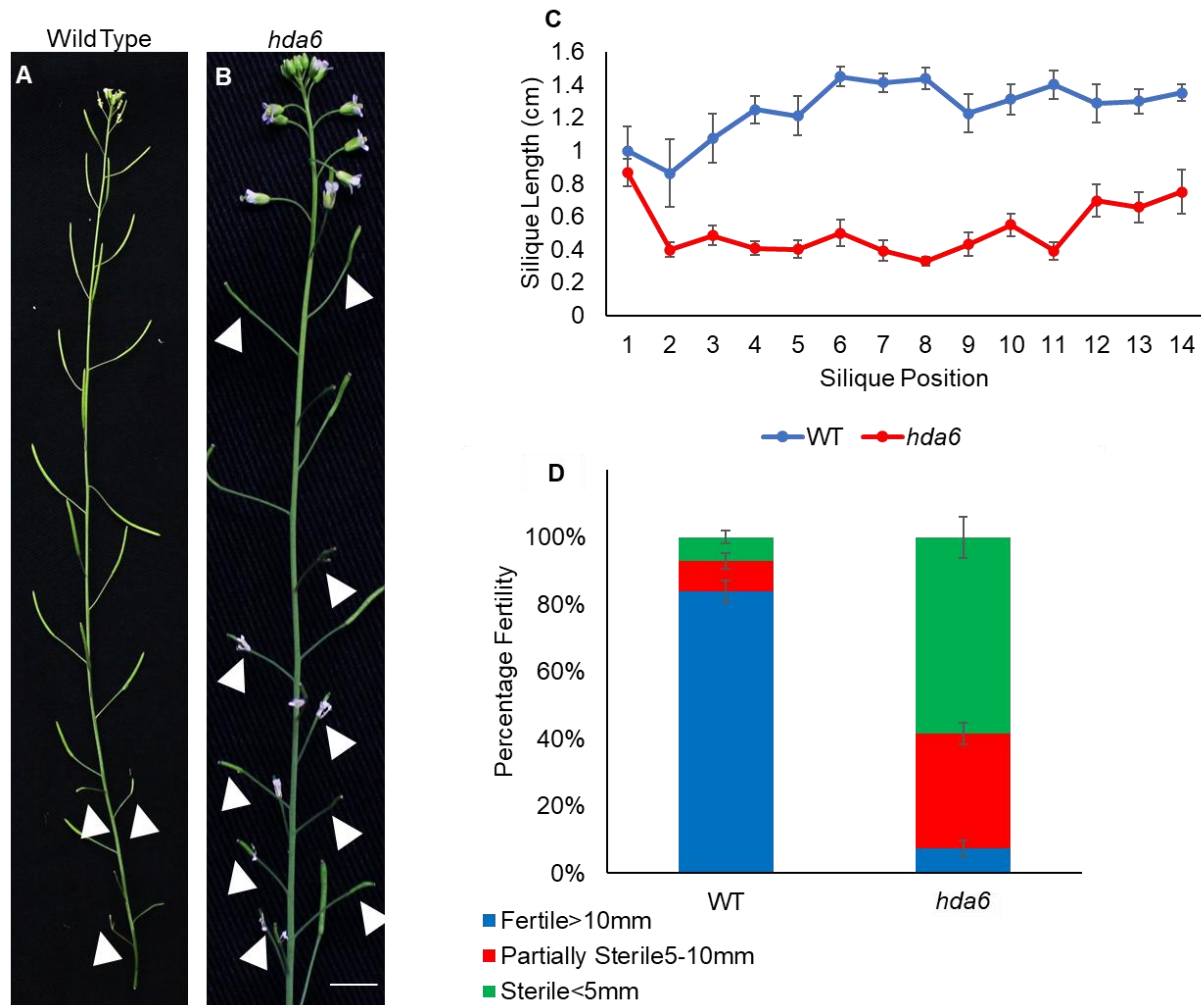 Wild Type
hda6
A
B
C
1.6
1.4
1.2
1
0.8
0.6
0.4
0.2
0
Silique Length (cm)
1 2 3 4 5 6 7 8 9 10 11 12 13 14
Silique Position
WT hda6
D
100%
80%
60%
40%
20%
0%
Percentage Fertility
WT hda6
Fertile>10mm
Partially Sterile5-10mm
Sterile<5mm